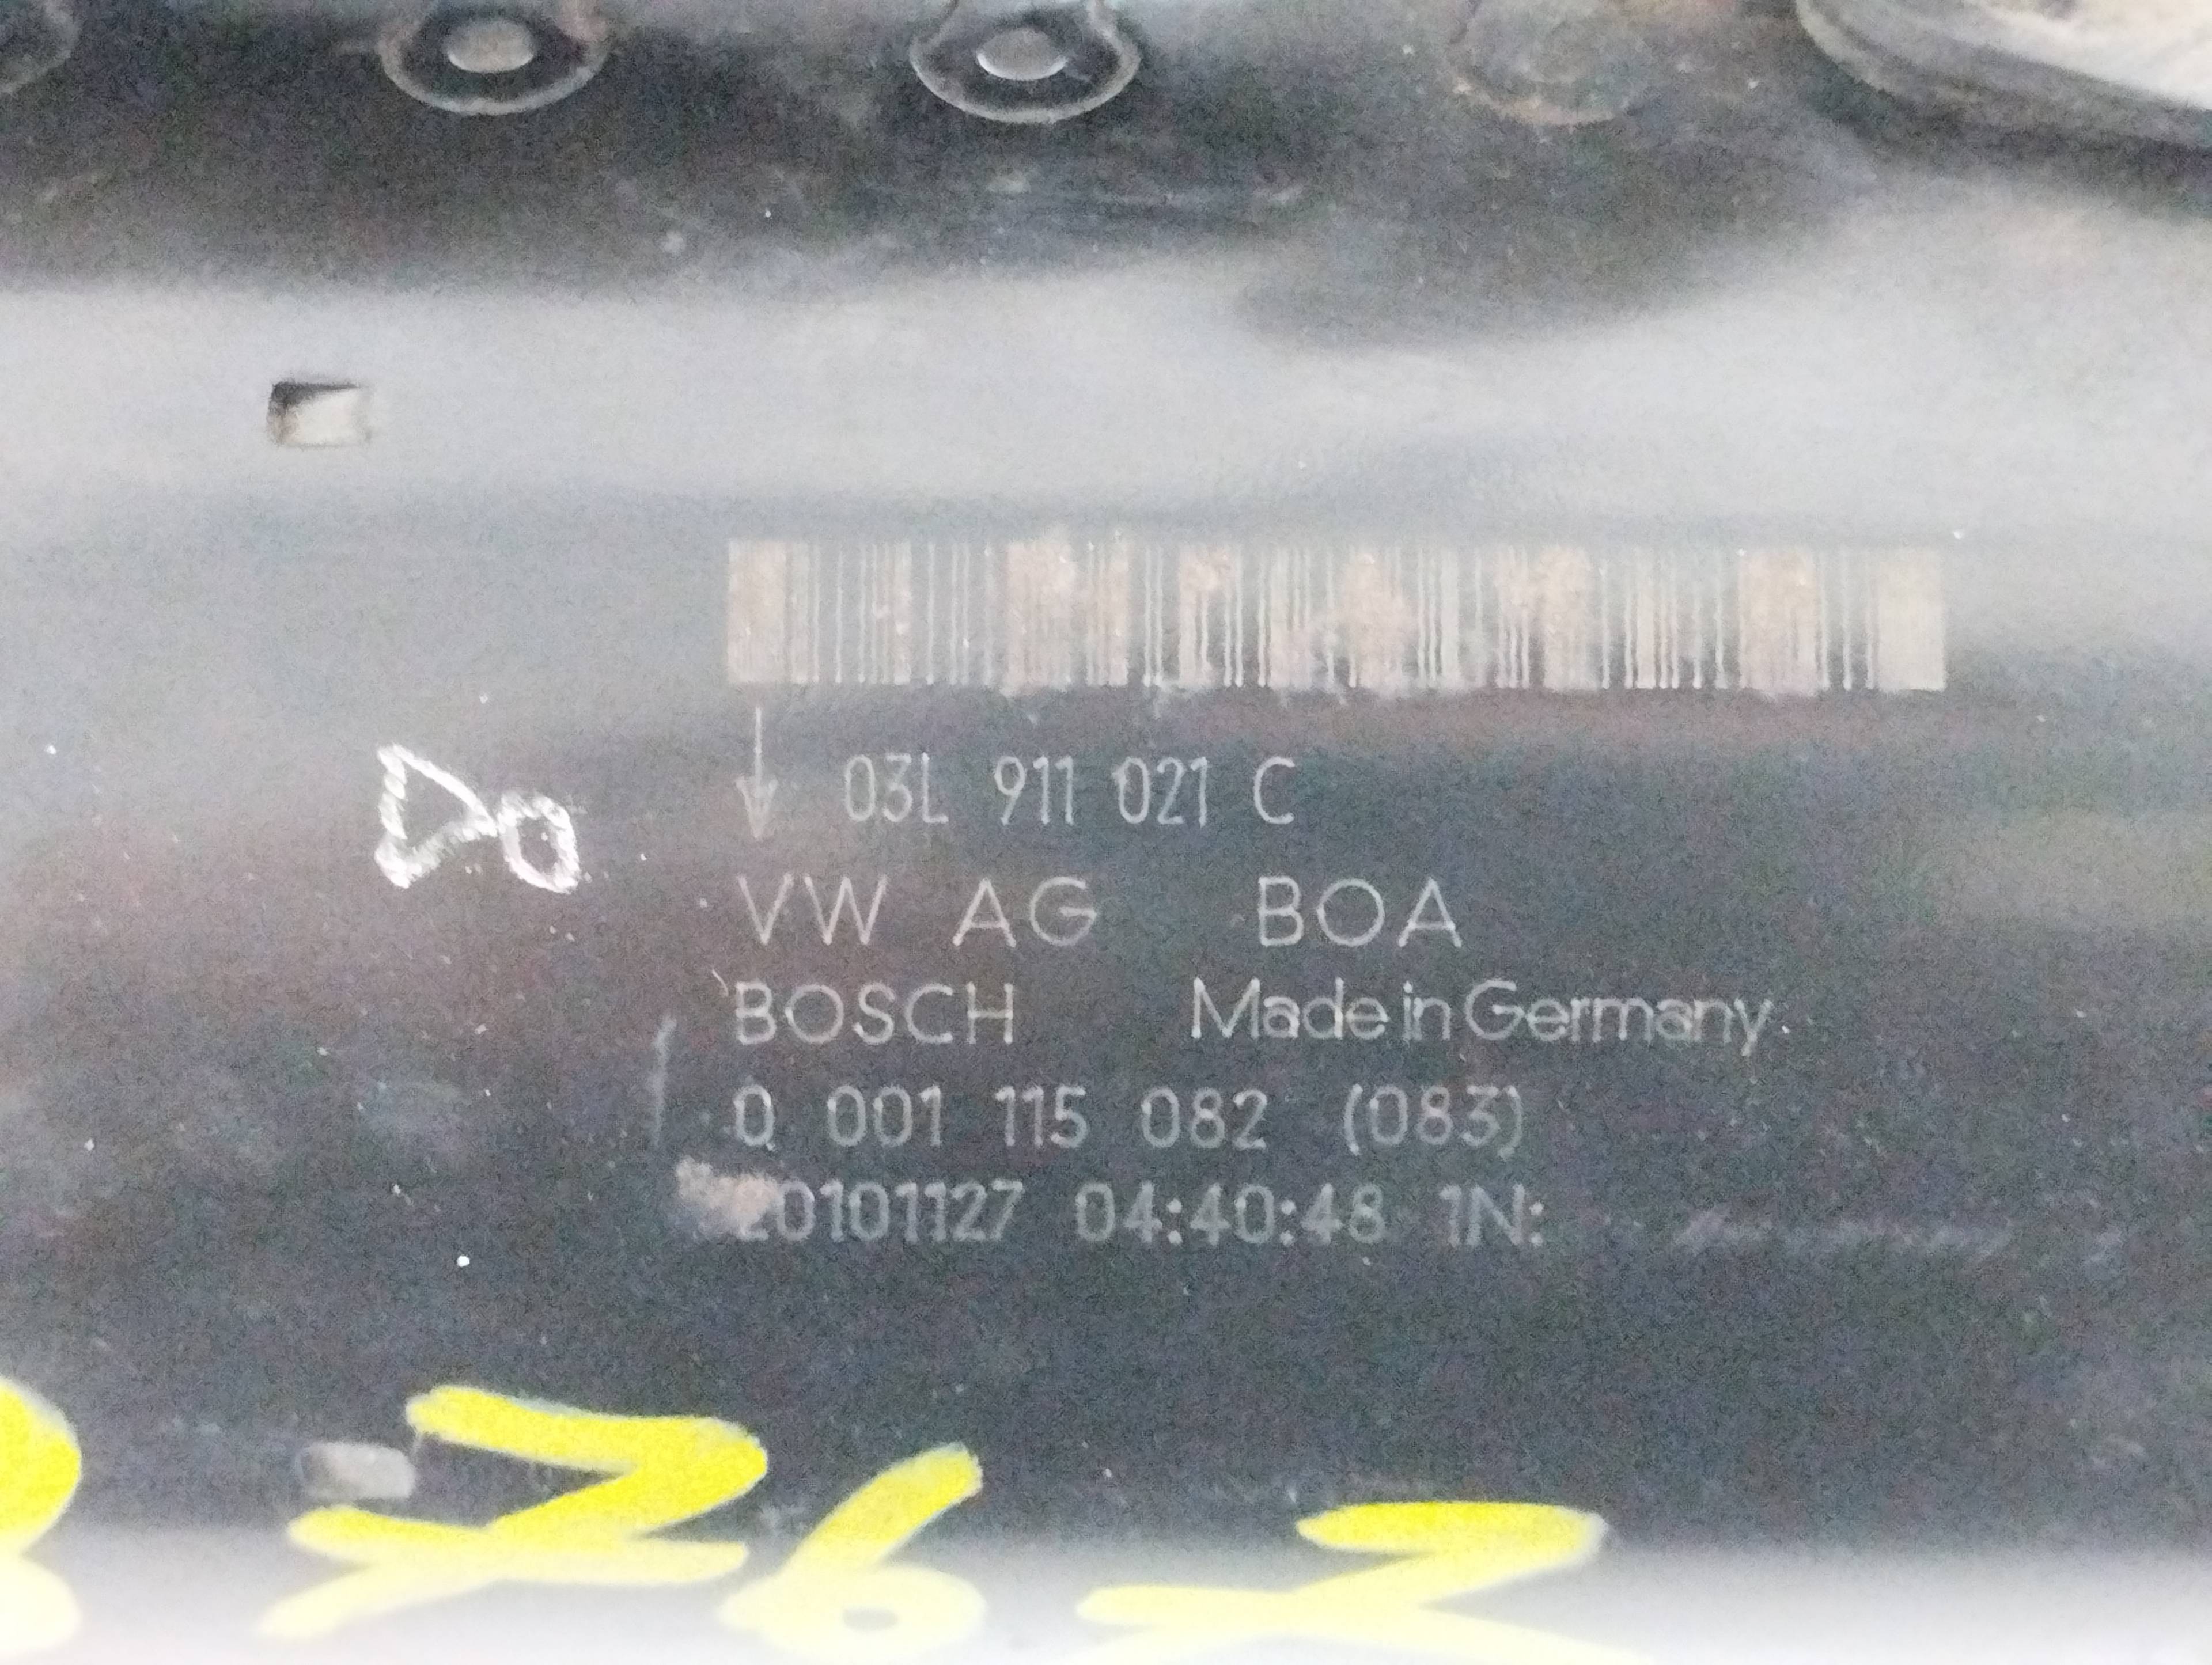 03L 911 021 C
VW AG BOA
BOSCH Made in Germany
0 001 115 082 (083)
20101127 04:40:48 1N:
767